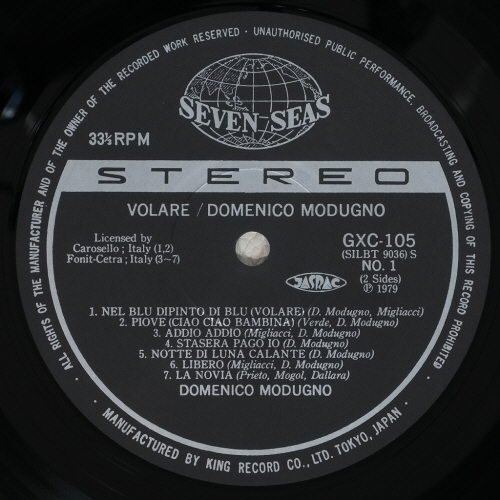 ALL RIGHTS OF THE MANUFACTURER AND OF THE OWNER OF THE RECORDED WORK RESERVED · UNAUTHORISED PUBLIC PERFORMANCE, BROADCASTING AND COPYING OF THIS RECORD PROHIBITED
SEVEN SEAS
33⅓RPM
STEREO
VOLARE / DOMENICO MODUGNO
Licensed by
Carosello ; Italy (1,2)
Fonit-Cetra ; Italy (3~7)
GXC-105
(SILBT 9036) S
NO. 1
(2 Sides)
℗ 1979
JASRAC
1. NEL BLU DIPINTO DI BLU (VOLARE) (D. Modugno, Migliacci)
2. PIOVE (CIAO CIAO BAMBINA) (Verde, D. Modugno)
3. ADDIO ADDIO (Migliacci, D. Modugno)
4. STASERA PAGO IO (D. Modugno)
5. NOTTE DI LUNA CALANTE (D. Modugno)
6. LIBERO (Migliacci, D. Modugno)
7. LA NOVIA (Prieto, Mogol, Dallara)
DOMENICO MODUGNO
· MANUFACTURED BY KING RECORD CO., LTD. TOKYO, JAPAN ·